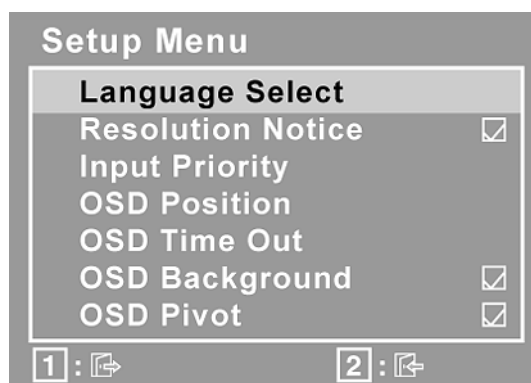 Setup Menu
Language Select
Resolution Notice
Input Priority
OSD Position
OSD Time Out
OSD Background
OSD Pivot
1 : 2 :